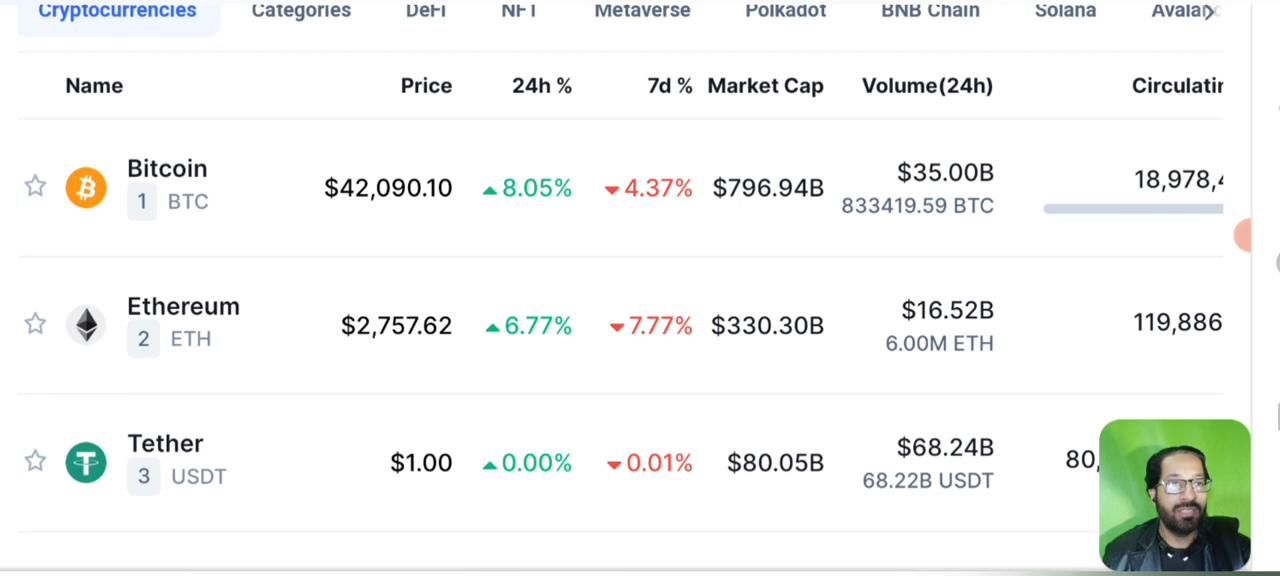 Cryptocurrencies Categories DeFi NFT Metaverse Polkadot BNB Chain Solana
Name Price 24h % 7d % Market Cap Volume(24h)
Bitcoin
1 BTC
$42,090.10 8.05% 4.37% $796.94B $35.00B
833419.59 BTC
18,978,
Ethereum
2 ETH
$2,757.62 6.77% 7.77% $330.30B $16.52B
6.00M ETH
119,886
Tether
3 USDT
$1.00 0.00% 0.01% $80.05B $68.24B
68.22B USDT
80,